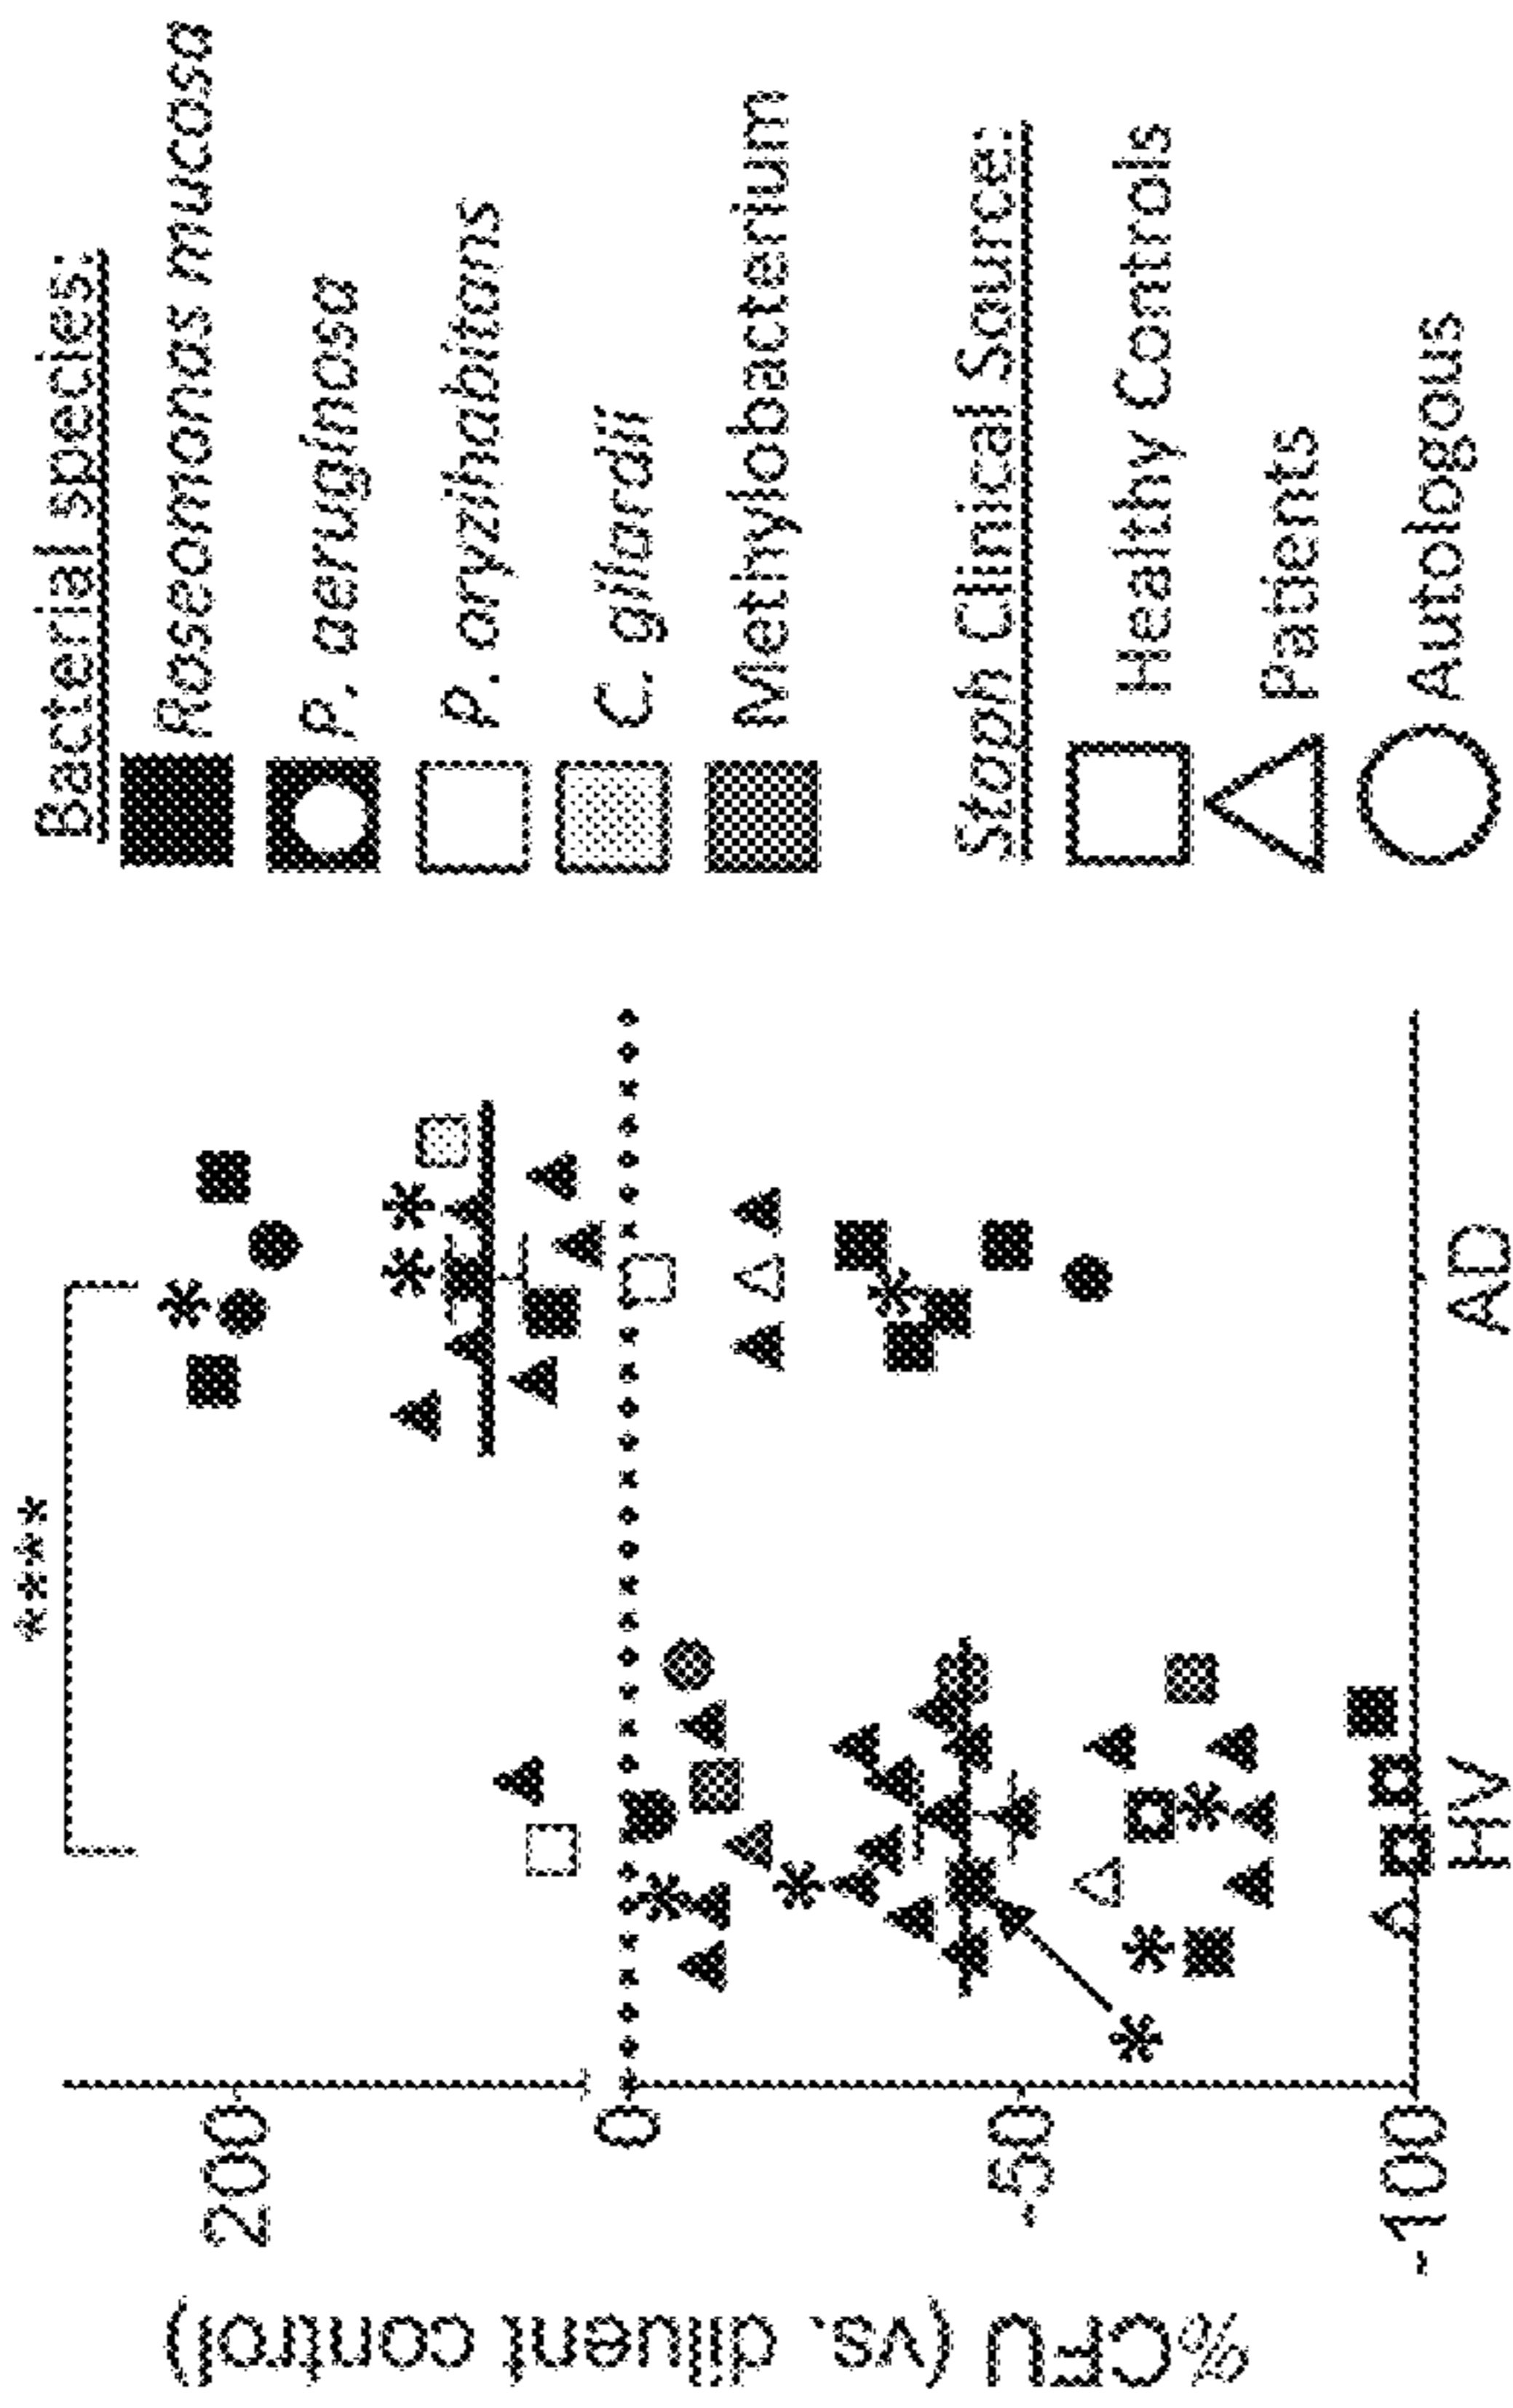 ****
%CFU (vs. diluent control)
200
0
-50
-100
HV
AD
Bacterial species:
Roseomonas mucosa
P. aeruginosa
P. oryzihabitans
C. gilardii
Methylobacterium
Staph Clinical Source:
Healthy Controls
Patients
Autologous